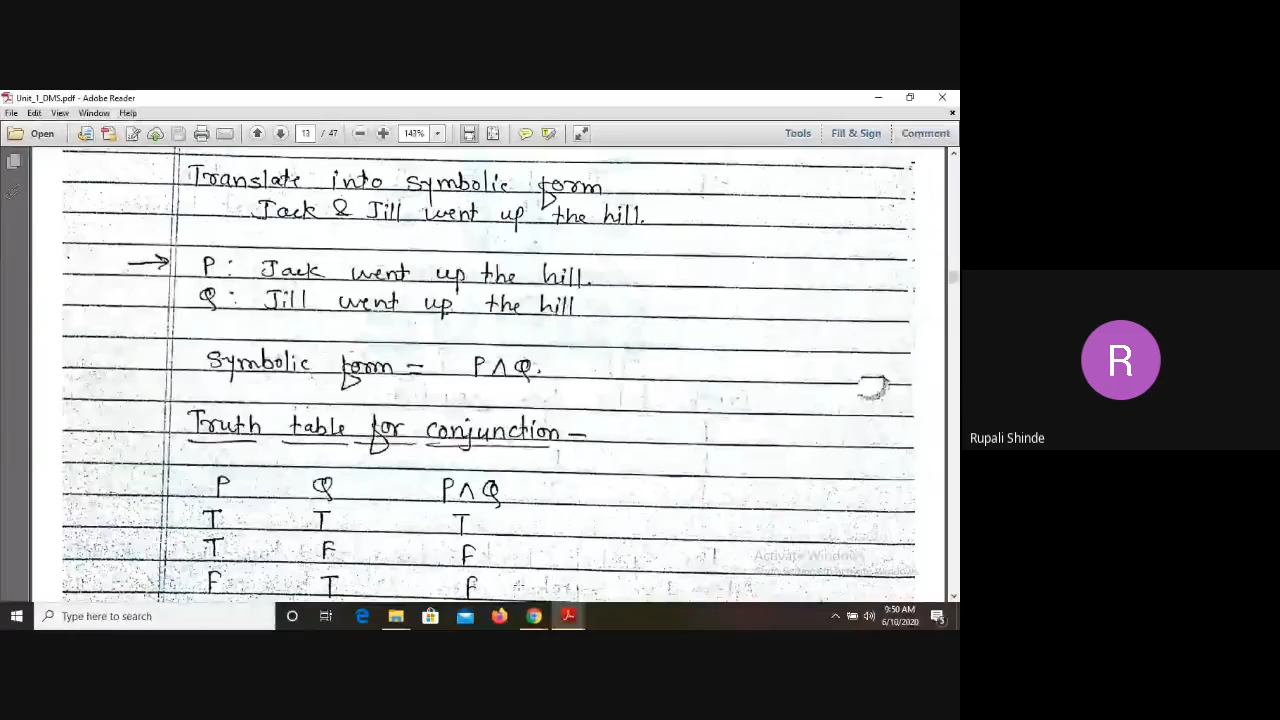 Unit_1_DMS.pdf - Adobe Reader
File Edit View Window Help
Open 13 / 47 143% Tools Fill & Sign Comment
Translate into symbolic form
Jack & Jill went up the hill.
P : Jack went up the hill.
Q : Jill went up the hill
Symbolic form = P ∧ Q.
Truth table for conjunction –
P Q P ∧ Q
T T T
T F F
F T F
R
Rupali Shinde
Activate Windows
Type here to search
9:50 AM
6/10/2020
5